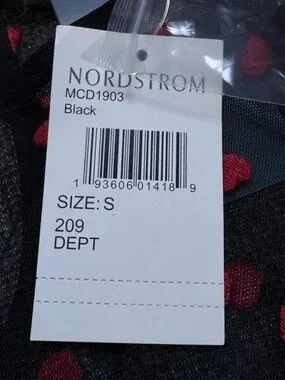 NORDSTROM
MCD1903
Black
1 93606 01418 9
SIZE: S
209
DEPT